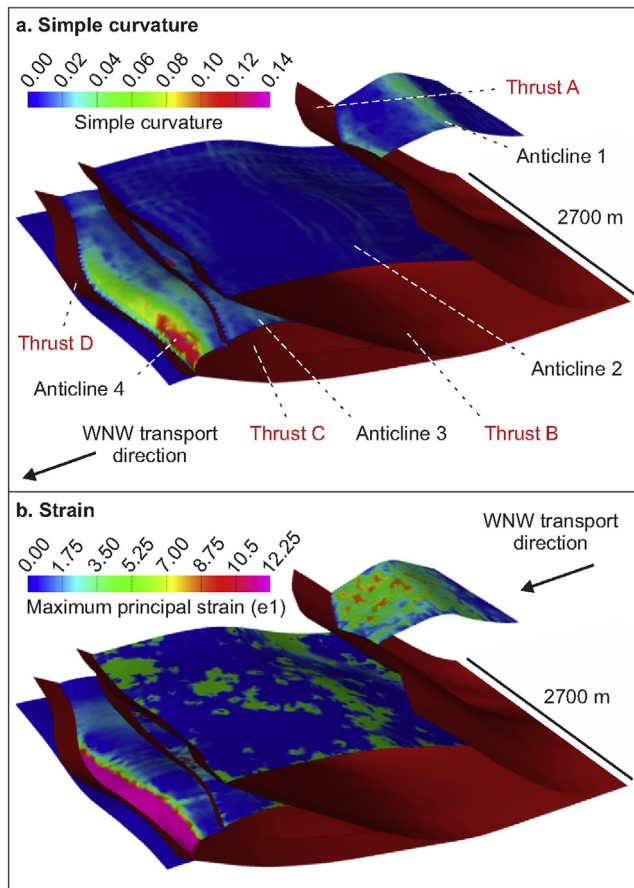 a. Simple curvature
0.00 0.02 0.04 0.06 0.08 0.10 0.12 0.14
Simple curvature
Thrust A
Anticline 1
2700 m
Thrust D
Anticline 4
Anticline 2
WNW transport
direction
Thrust C
Anticline 3
Thrust B
b. Strain
0.00 1.75 3.50 5.25 7.00 8.75 10.5 12.25
Maximum principal strain (e1)
WNW transport
direction
2700 m